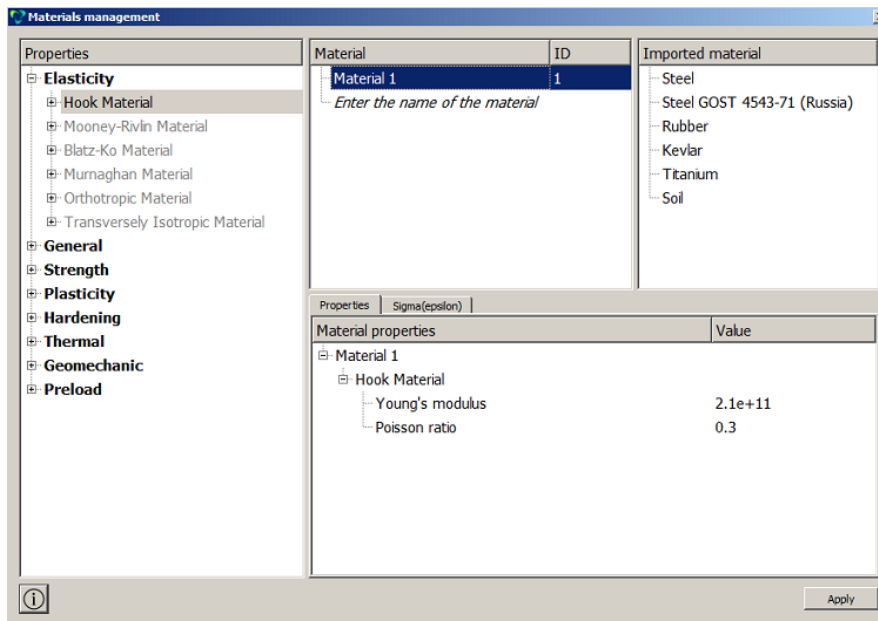 Materials management
Properties
Elasticity
Hook Material
Mooney-Rivlin Material
Blatz-Ko Material
Murnaghan Material
Orthotropic Material
Transversely Isotropic Material
General
Strength
Plasticity
Hardening
Thermal
Geomechanic
Preload
Material ID
Material 1 1
Enter the name of the material
Imported material
Steel
Steel GOST 4543-71 (Russia)
Rubber
Kevlar
Titanium
Soil
Properties Sigma(epsilon)
Material properties Value
Material 1
Hook Material
Young's modulus 2.1e+11
Poisson ratio 0.3
Apply